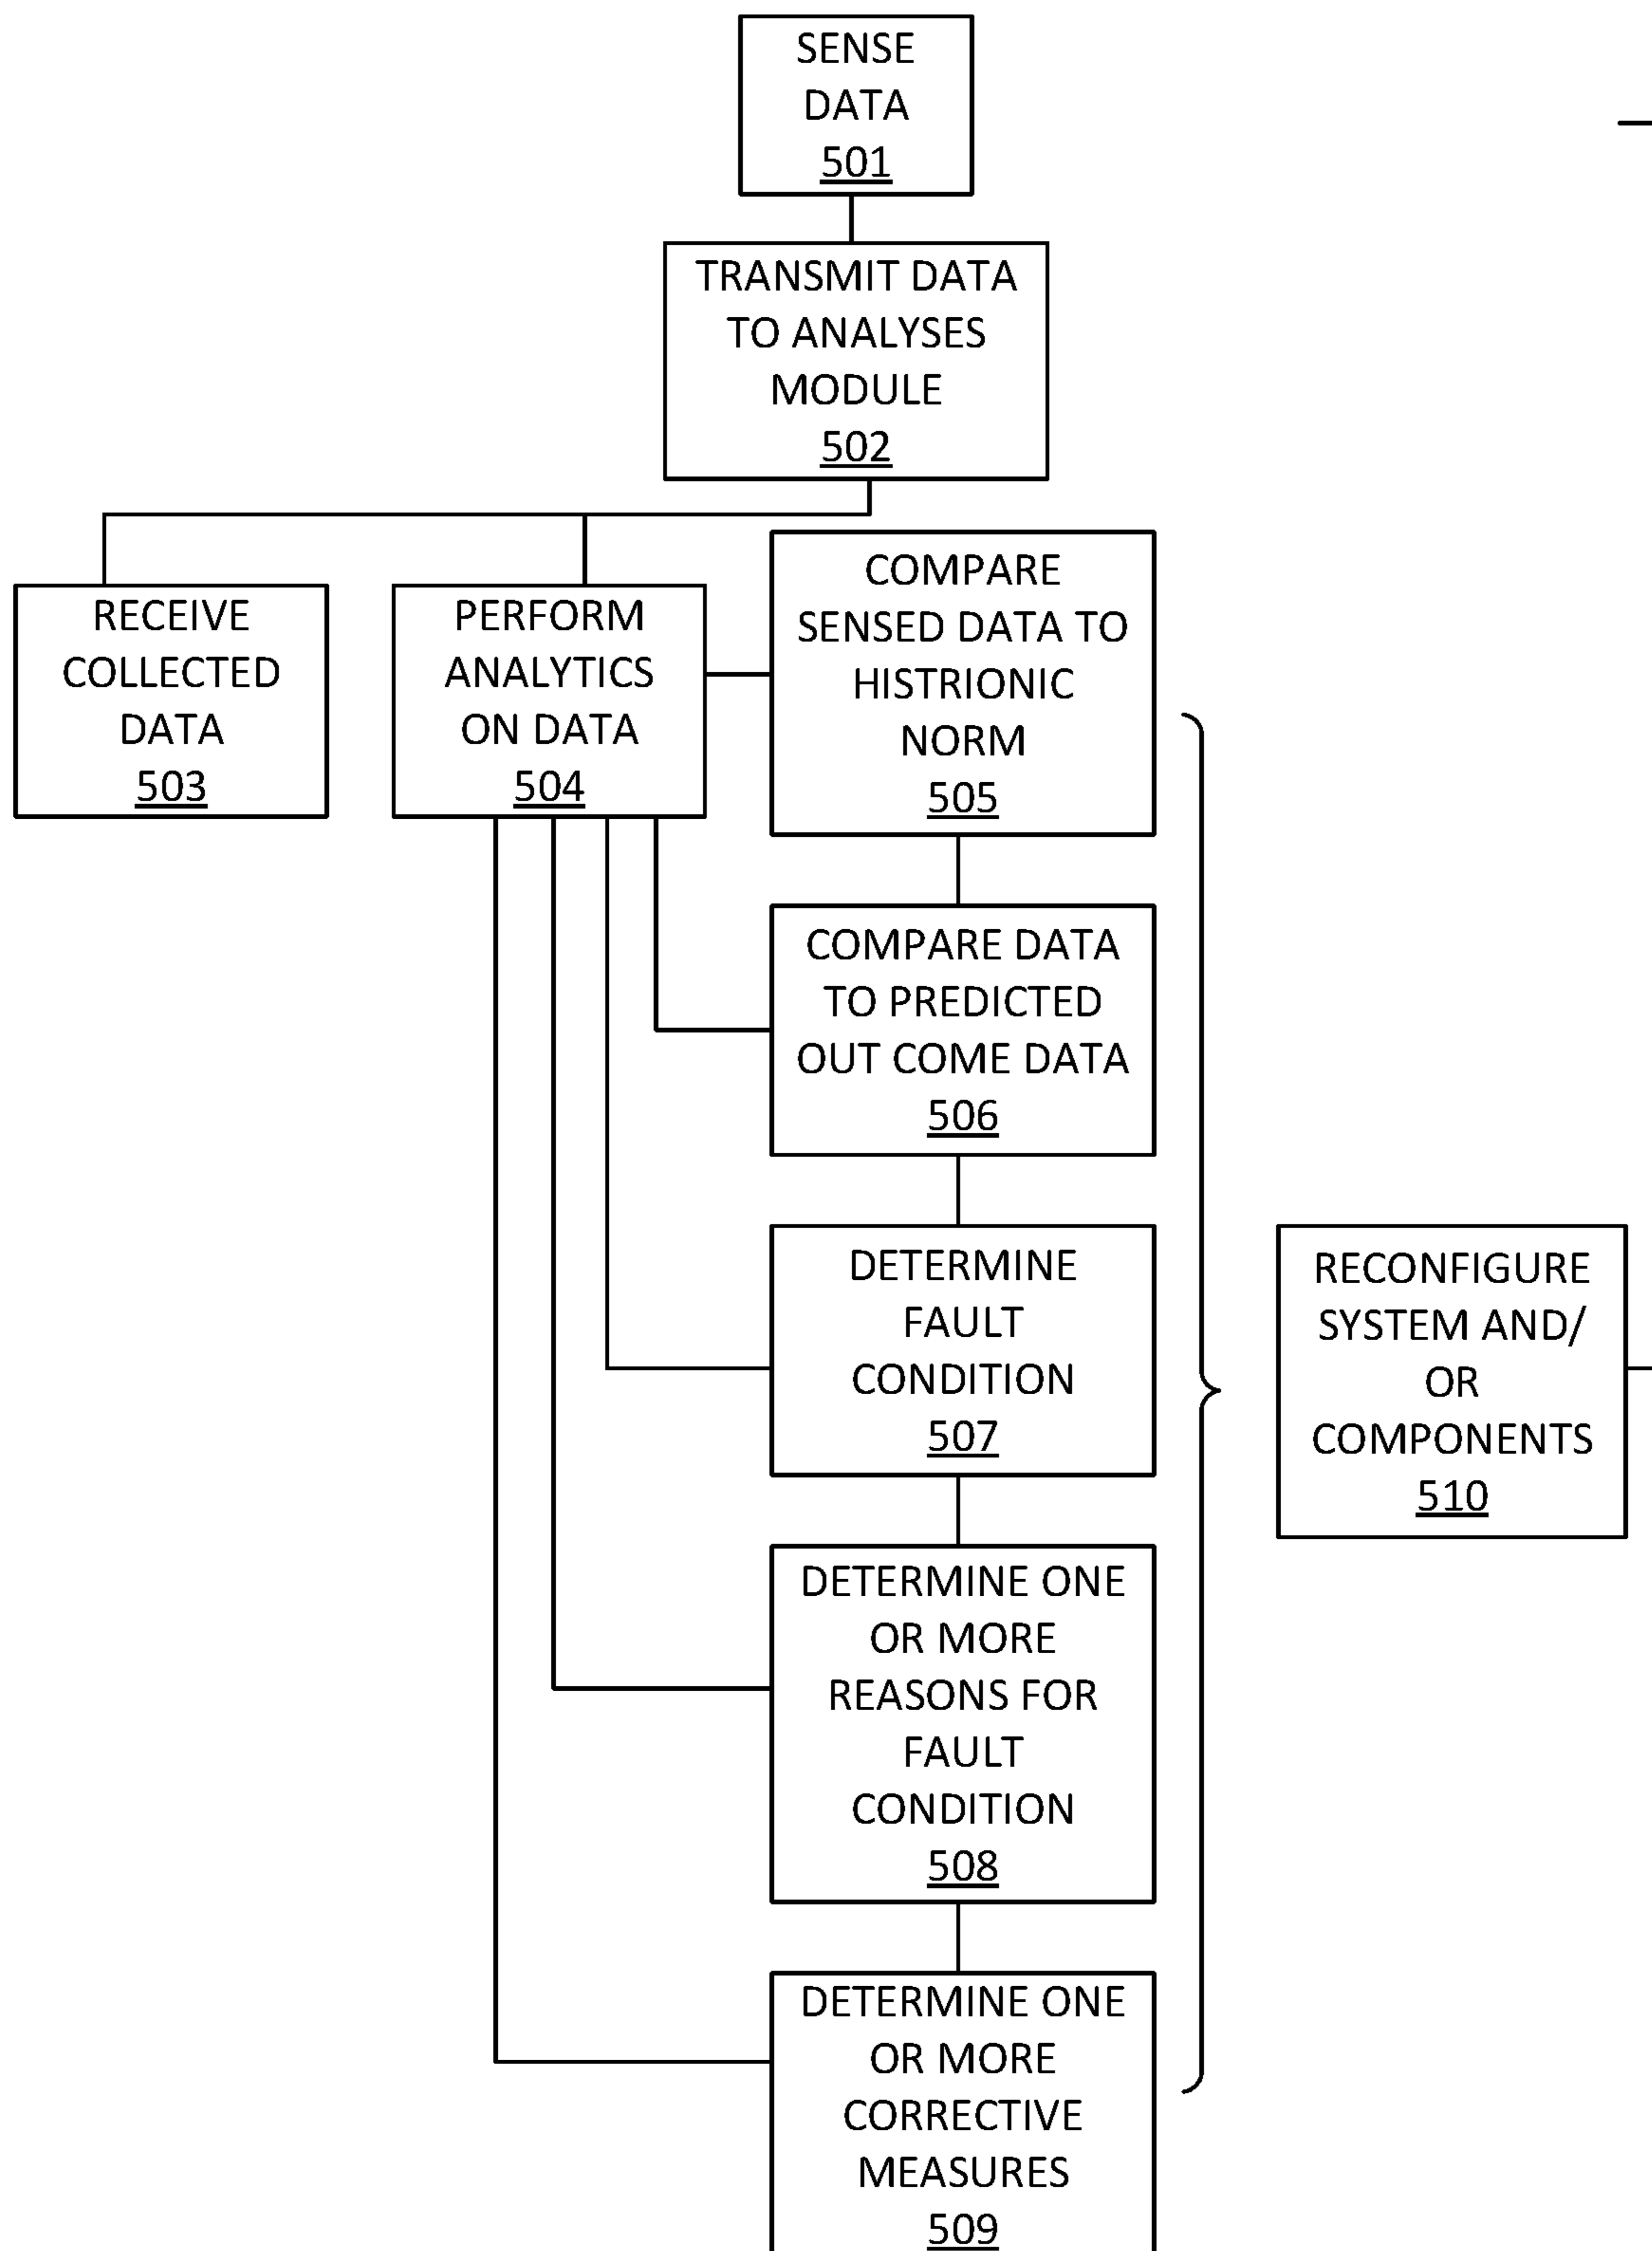 SENSE
DATA
501
TRANSMIT DATA
TO ANALYSES
MODULE
502
RECEIVE
COLLECTED
DATA
503
PERFORM
ANALYTICS
ON DATA
504
COMPARE
SENSED DATA TO
HISTRIONIC
NORM
505
COMPARE DATA
TO PREDICTED
OUT COME DATA
506
DETERMINE
FAULT
CONDITION
507
DETERMINE ONE
OR MORE
REASONS FOR
FAULT
CONDITION
508
DETERMINE ONE
OR MORE
CORRECTIVE
MEASURES
509
RECONFIGURE
SYSTEM AND/
OR
COMPONENTS
510